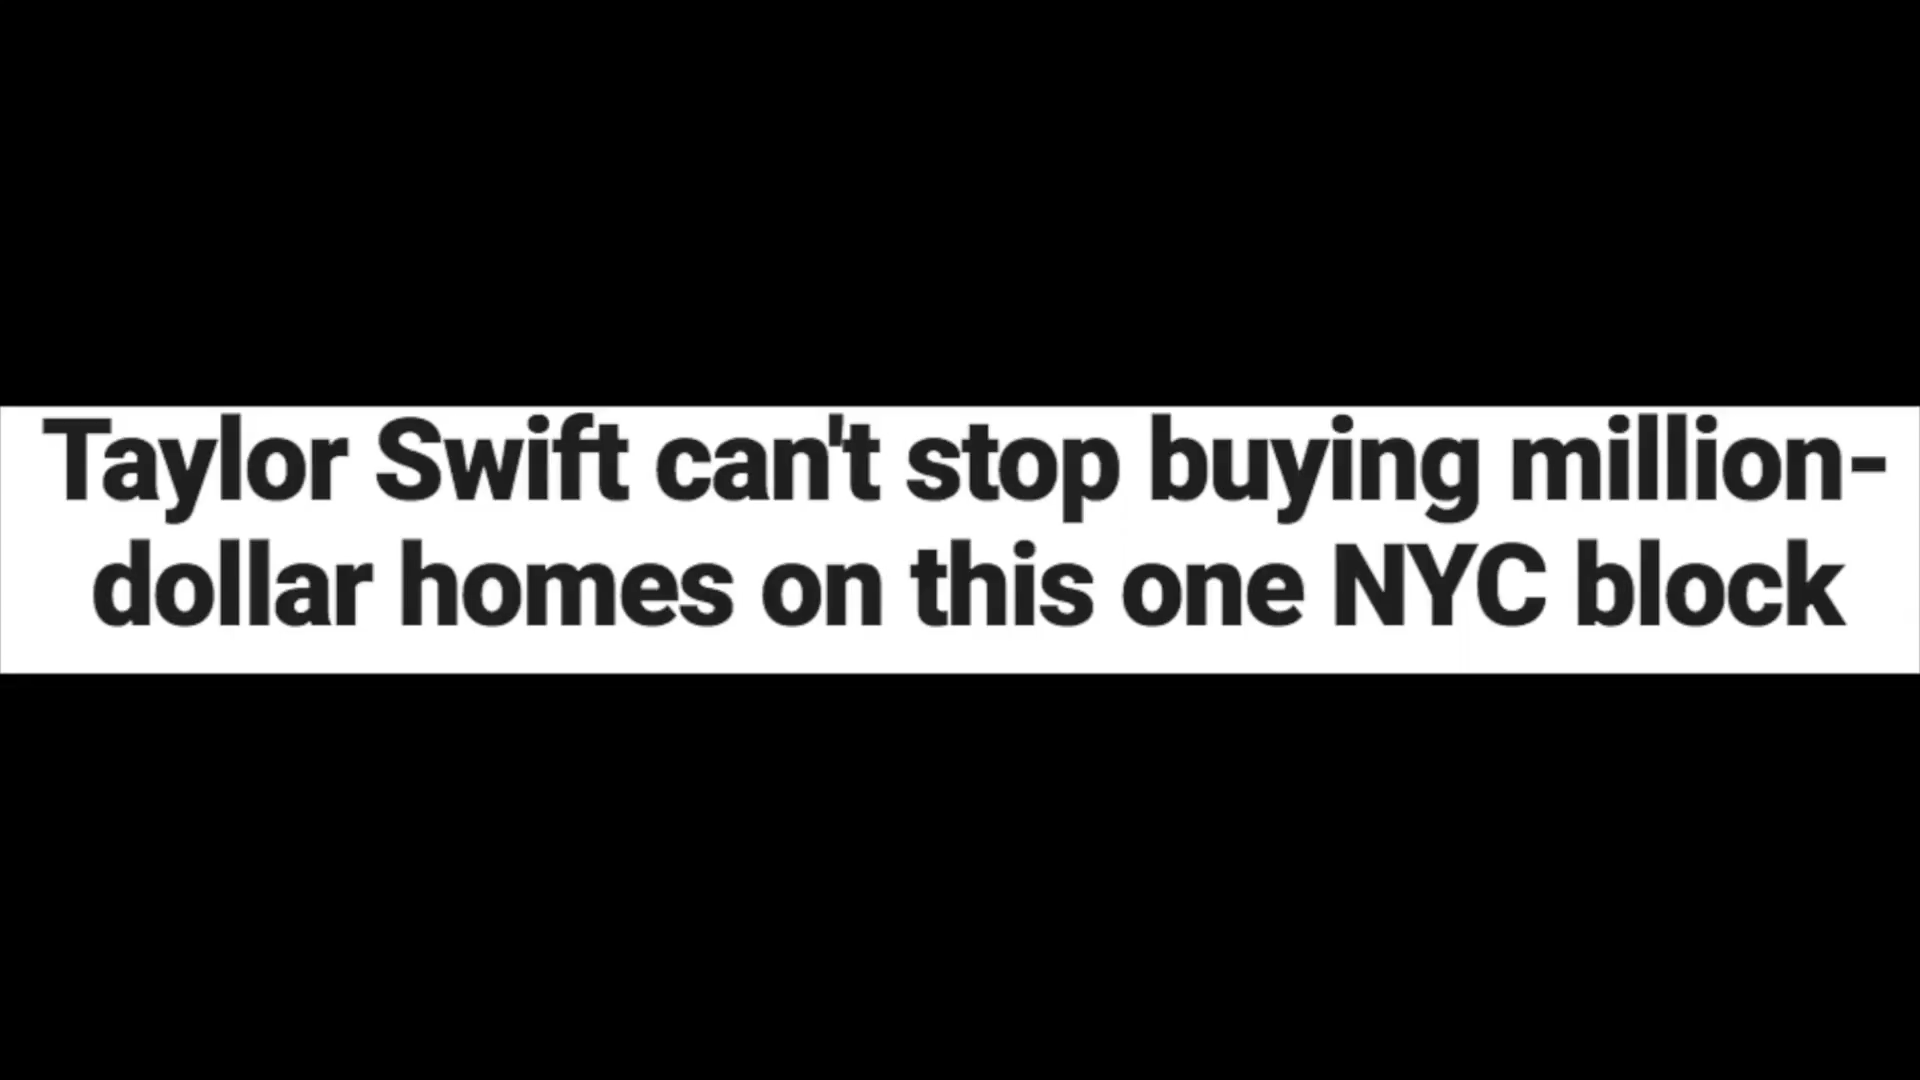 Taylor Swift can't stop buying million-
dollar homes on this one NYC block